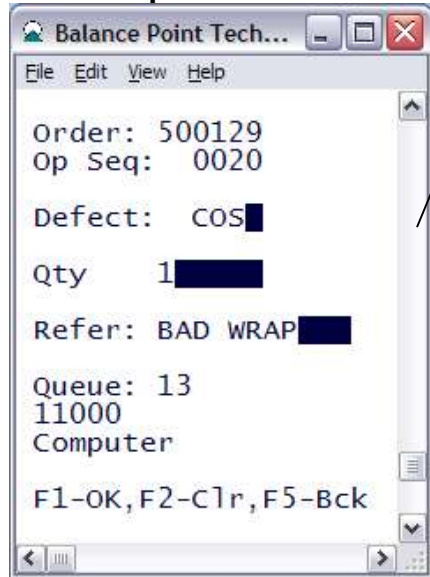 Balance Point Tech...
File Edit View Help
Order: 500129
Op Seq: 0020
Defect: COS
Qty 1
Refer: BAD WRAP
Queue: 13
11000
Computer
F1-OK,F2-Clr,F5-Bck